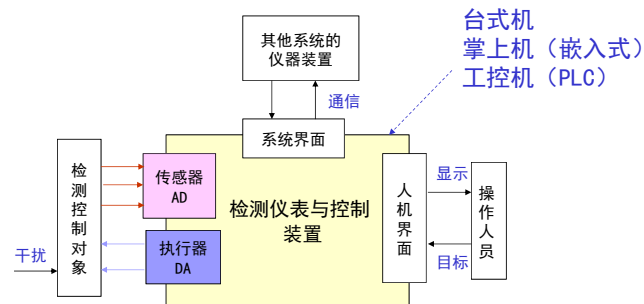 台式机
掌上机（嵌入式）
工控机（PLC）
其他系统的
仪器装置
通信
系统界面
检测控制对象
传感器
AD
执行器
DA
检测仪表与控制
装置
人机界面
显示
目标
操作人员
干扰